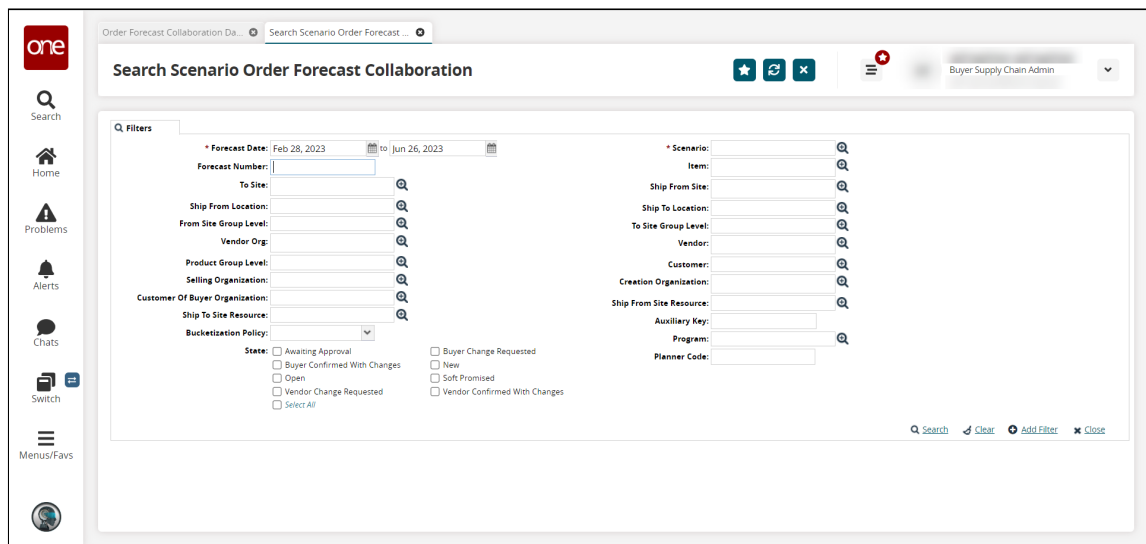 one
Search
Home
Problems
Alerts
Chats
Switch
Menus/Favs
Order Forecast Collaboration Da... Search Scenario Order Forecast ...
Search Scenario Order Forecast Collaboration
Buyer Supply Chain Admin
Filters
* Forecast Date: Feb 28, 2023 to Jun 26, 2023 * Scenario:
Forecast Number: Item:
To Site: Ship From Site:
Ship From Location: Ship To Location:
From Site Group Level: To Site Group Level:
Vendor Org: Vendor:
Product Group Level: Customer:
Selling Organization: Creation Organization:
Customer Of Buyer Organization: Ship From Site Resource:
Ship To Site Resource: Auxiliary Key:
Bucketization Policy: Program:
State: Awaiting Approval Buyer Change Requested Planner Code:
Buyer Confirmed With Changes New
Open Soft Promised
Vendor Change Requested Vendor Confirmed With Changes
Select All
Search Clear Add Filter Close